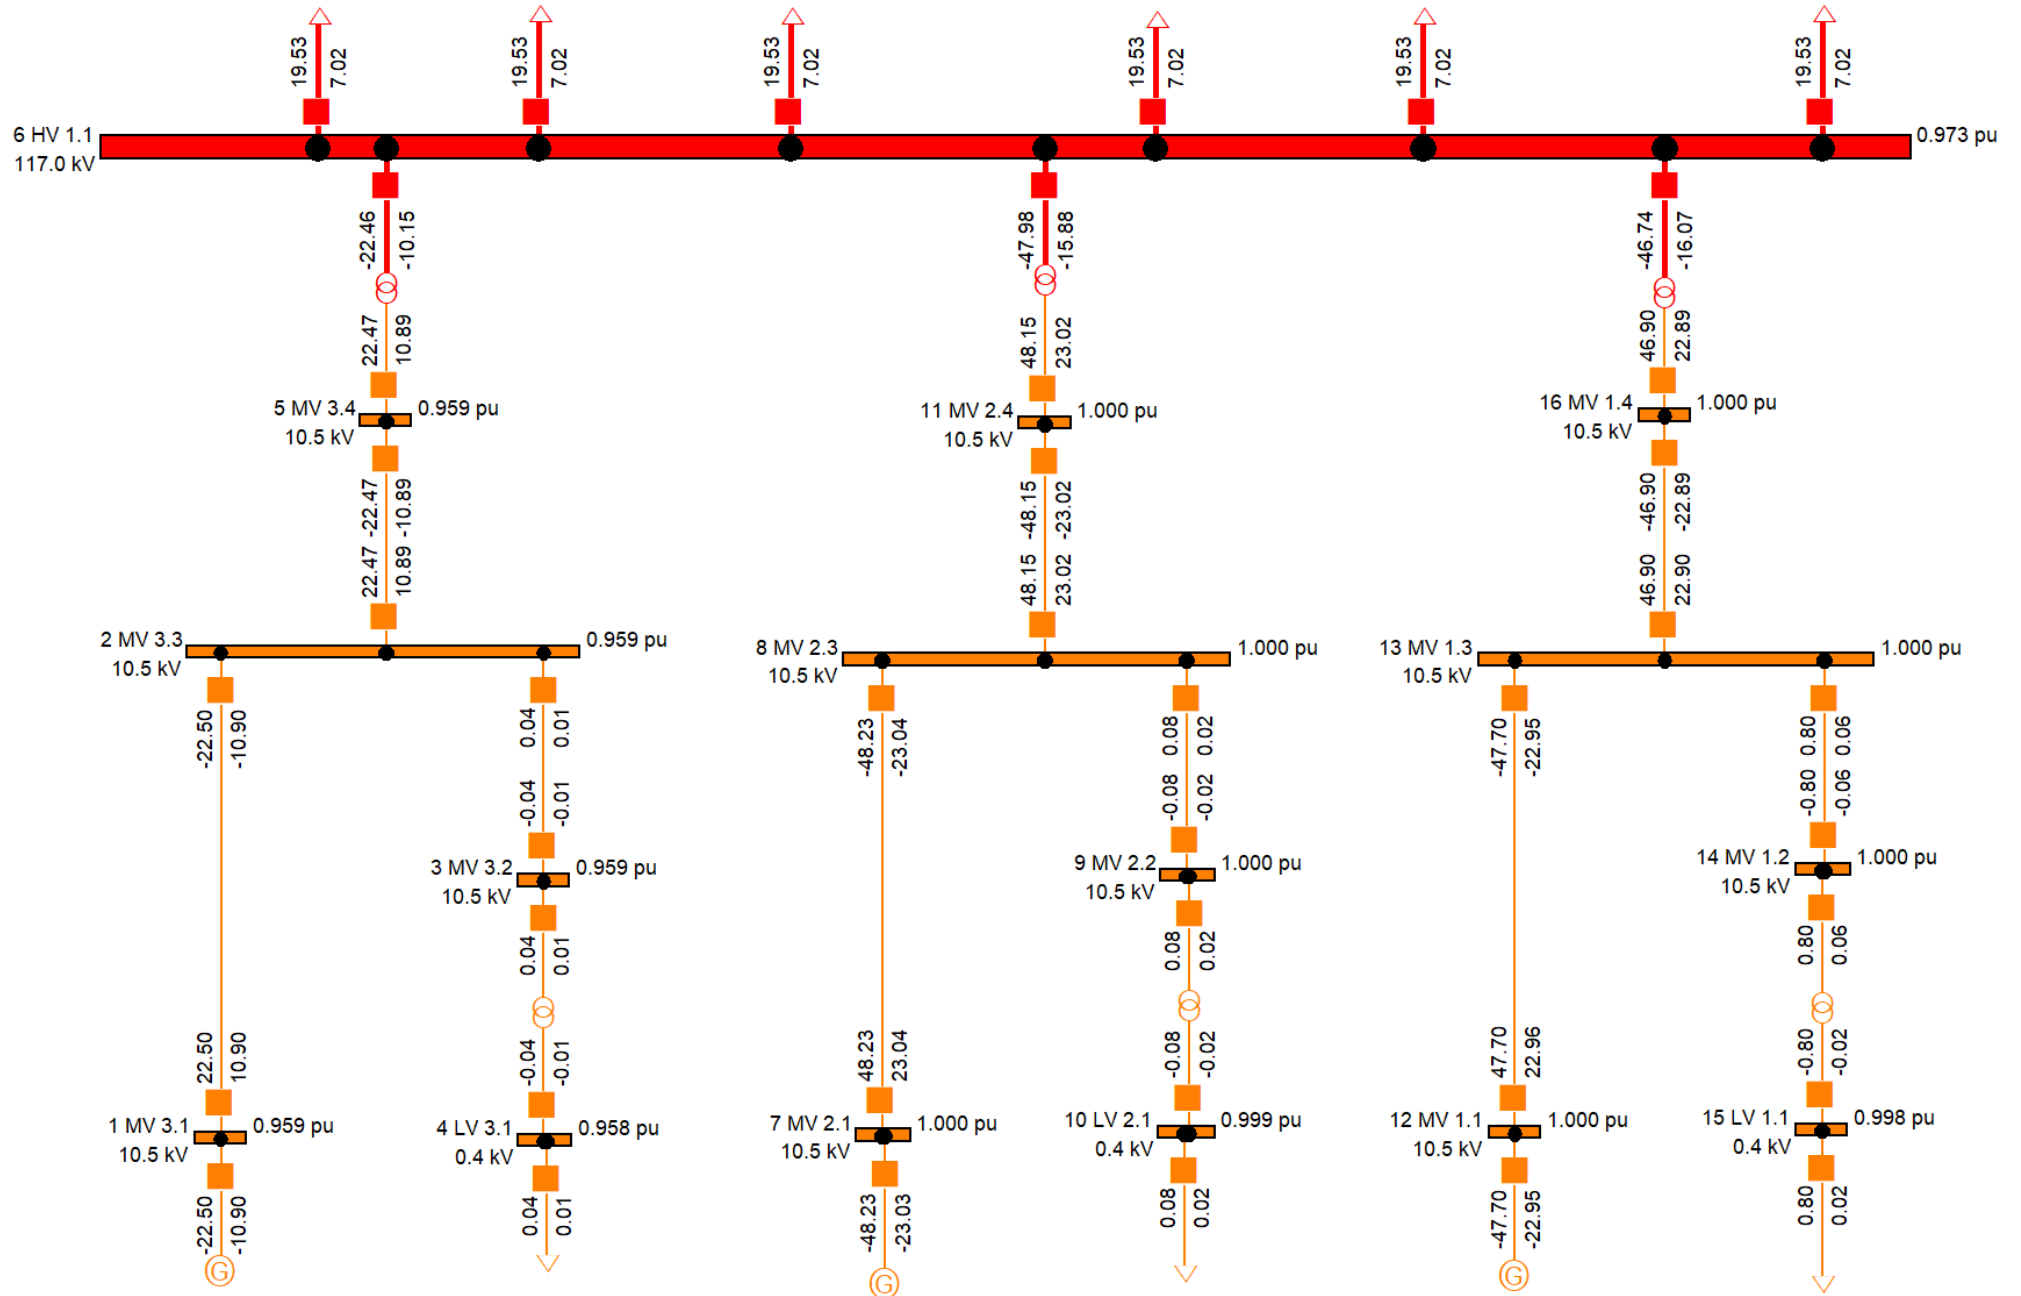 19.53
7.02
19.53
7.02
19.53
7.02
19.53
7.02
19.53
7.02
19.53
7.02
6 HV 1.1
117.0 kV
0.973 pu
-22.46
-10.15
-47.98
-15.88
-46.74
-16.07
22.47
10.89
48.15
23.02
46.90
22.89
5 MV 3.4
10.5 kV
0.959 pu
11 MV 2.4
10.5 kV
1.000 pu
16 MV 1.4
10.5 kV
1.000 pu
-22.47
-10.89
-48.15
-23.02
-46.90
-22.89
22.47
10.89
48.15
23.02
46.90
22.90
2 MV 3.3
10.5 kV
0.959 pu
8 MV 2.3
10.5 kV
1.000 pu
13 MV 1.3
10.5 kV
1.000 pu
-22.50
-10.90
0.04
0.01
-48.23
-23.04
0.08
0.02
-47.70
-22.95
0.80
0.06
-0.04
-0.01
-0.08
-0.02
-0.80
-0.06
3 MV 3.2
10.5 kV
0.959 pu
9 MV 2.2
10.5 kV
1.000 pu
14 MV 1.2
10.5 kV
1.000 pu
0.04
0.01
0.08
0.02
0.80
0.06
22.50
10.90
-0.04
-0.01
48.23
23.04
-0.08
-0.02
47.70
22.96
-0.80
-0.02
1 MV 3.1
10.5 kV
0.959 pu
4 LV 3.1
0.4 kV
0.958 pu
7 MV 2.1
10.5 kV
1.000 pu
10 LV 2.1
0.4 kV
0.999 pu
12 MV 1.1
10.5 kV
1.000 pu
15 LV 1.1
0.4 kV
0.998 pu
-22.50
-10.90
0.04
0.01
-48.23
-23.03
0.08
0.02
-47.70
-22.95
0.80
0.02
G
G
G